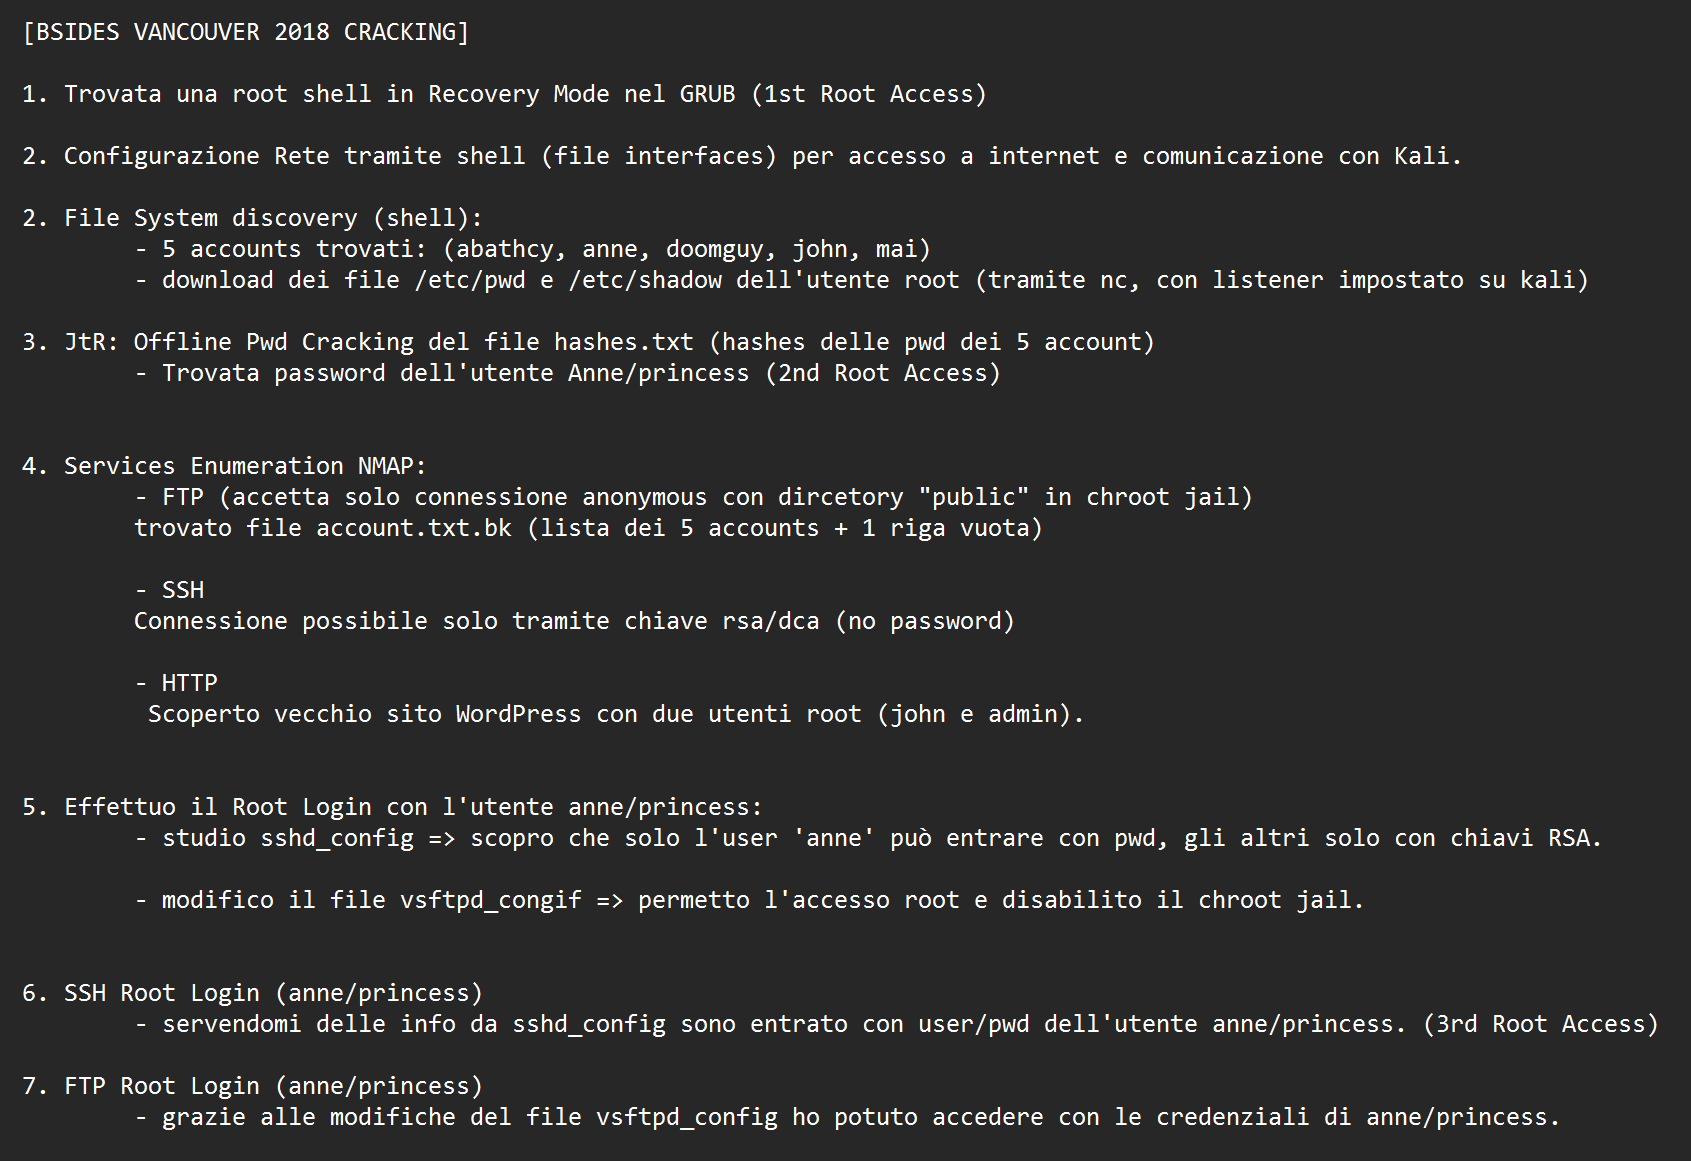 [BSIDES VANCOUVER 2018 CRACKING]
1. Trovata una root shell in Recovery Mode nel GRUB (1st Root Access)
2. Configurazione Rete tramite shell (file interfaces) per accesso a internet e comunicazione con Kali.
2. File System discovery (shell):
- 5 accounts trovati: (abathcy, anne, doomguy, john, mai)
- download dei file /etc/pwd e /etc/shadow dell'utente root (tramite nc, con listener impostato su kali)
3. JtR: Offline Pwd Cracking del file hashes.txt (hashes delle pwd dei 5 account)
- Trovata password dell'utente Anne/princess (2nd Root Access)
4. Services Enumeration NMAP:
- FTP (accetta solo connessione anonymous con dircetory "public" in chroot jail)
trovato file account.txt.bk (lista dei 5 accounts + 1 riga vuota)
- SSH
Connessione possibile solo tramite chiave rsa/dca (no password)
- HTTP
Scoperto vecchio sito WordPress con due utenti root (john e admin).
5. Effettuo il Root Login con l'utente anne/princess:
- studio sshd_config => scopro che solo l'user 'anne' può entrare con pwd, gli altri solo con chiavi RSA.
- modifico il file vsftpd_congif => permetto l'accesso root e disabilito il chroot jail.
6. SSH Root Login (anne/princess)
- servendomi delle info da sshd_config sono entrato con user/pwd dell'utente anne/princess. (3rd Root Access)
7. FTP Root Login (anne/princess)
- grazie alle modifiche del file vsftpd_config ho potuto accedere con le credenziali di anne/princess.